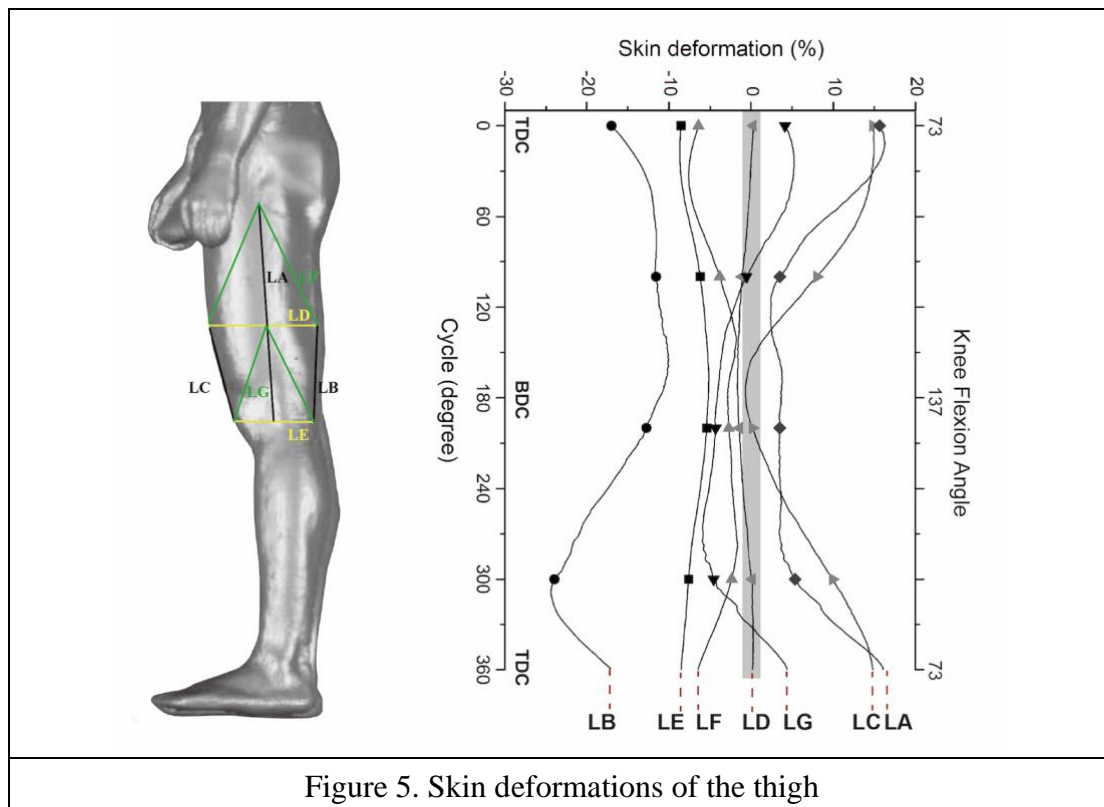 Skin deformation (%)
-30 -20 -10 0 10 20
0 TDC 73
60
120
Cycle (degree) Knee Flexion Angle
180 BDC 137
240
300
360 TDC 73
LB LE LF LD LG LC LA
LA
LF
LD
LC
LG
LB
LE
Figure 5. Skin deformations of the thigh